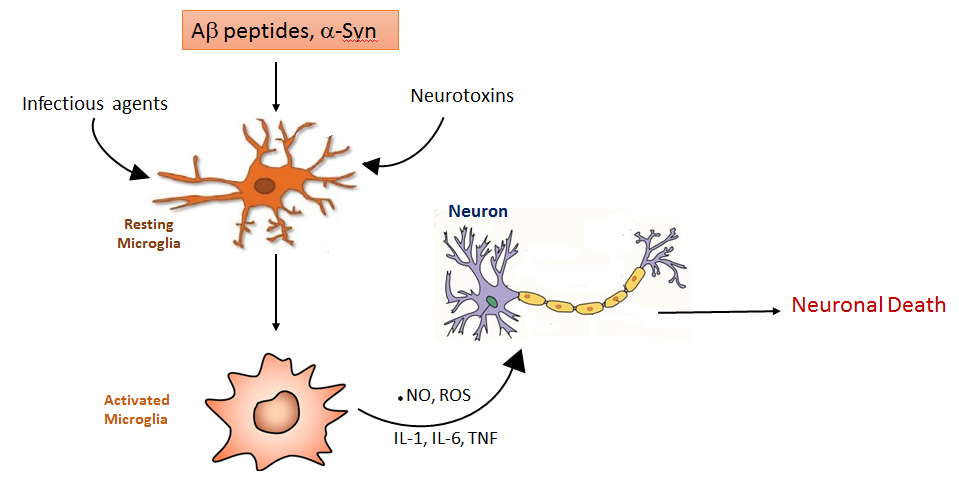 Aβ peptides, α-Syn
Infectious agents
Neurotoxins
Resting
Microglia
Neuron
Neuronal Death
Activated
Microglia
•NO, ROS
IL-1, IL-6, TNF